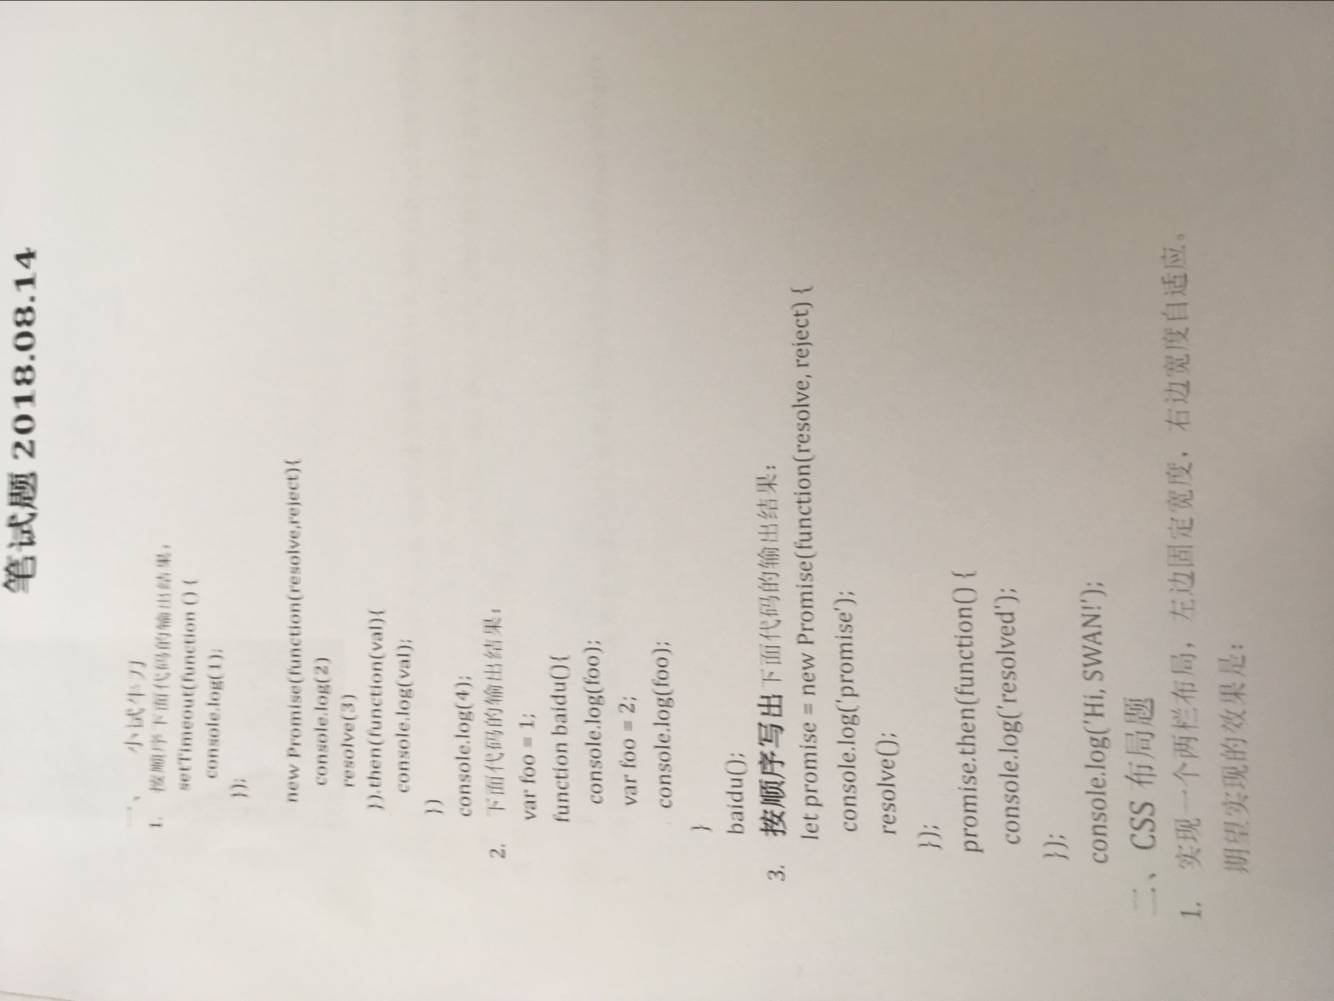 笔试题 2018.08.14
一、 小试牛刀
1. 按顺序下面代码的输出结果:
setTimeout(function () {
console.log(1);
});
new Promise(function(resolve,reject){
console.log(2)
resolve(3)
}).then(function(val){
console.log(val);
})
console.log(4);
2. 下面代码的输出结果:
var foo = 1;
function baidu(){
console.log(foo);
var foo = 2;
console.log(foo);
}
baidu();
3. 按顺序写出下面代码的输出结果:
let promise = new Promise(function(resolve, reject) {
console.log('promise');
resolve();
});
promise.then(function() {
console.log('resolved');
});
console.log('Hi, SWAN!');
二、CSS 布局题
1. 实现一个两栏布局，左边固定宽度，右边宽度自适应。
期望实现的效果是: